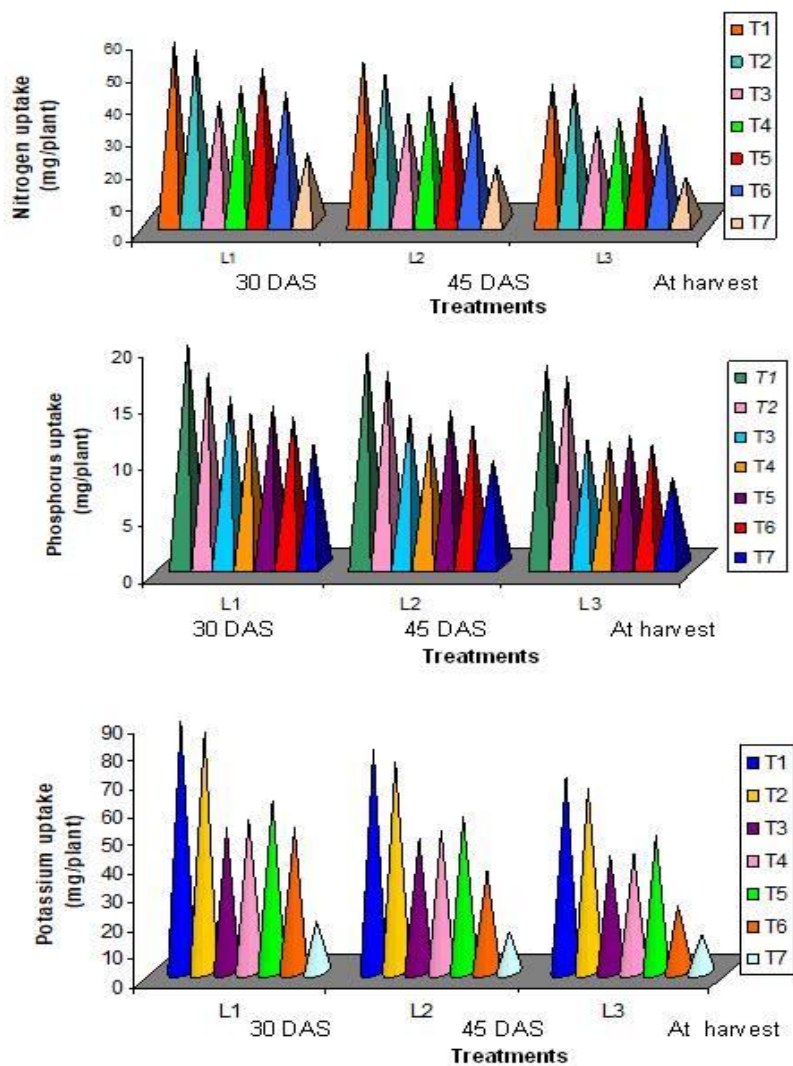 Nitrogen uptake
(mg/plant)
60
50
40
30
20
10
0
L1
L2
L3
30 DAS
45 DAS
At harvest
Treatments
T1
T2
T3
T4
T5
T6
T7
Phosphorus uptake
(mg/plant)
20
15
10
5
0
L1
L2
L3
30 DAS
45 DAS
At harvest
Treatments
T1
T2
T3
T4
T5
T6
T7
Potassium uptake
(mg/plant)
90
80
70
60
50
40
30
20
10
0
L1
L2
L3
30 DAS
45 DAS
At harvest
Treatments
T1
T2
T3
T4
T5
T6
T7